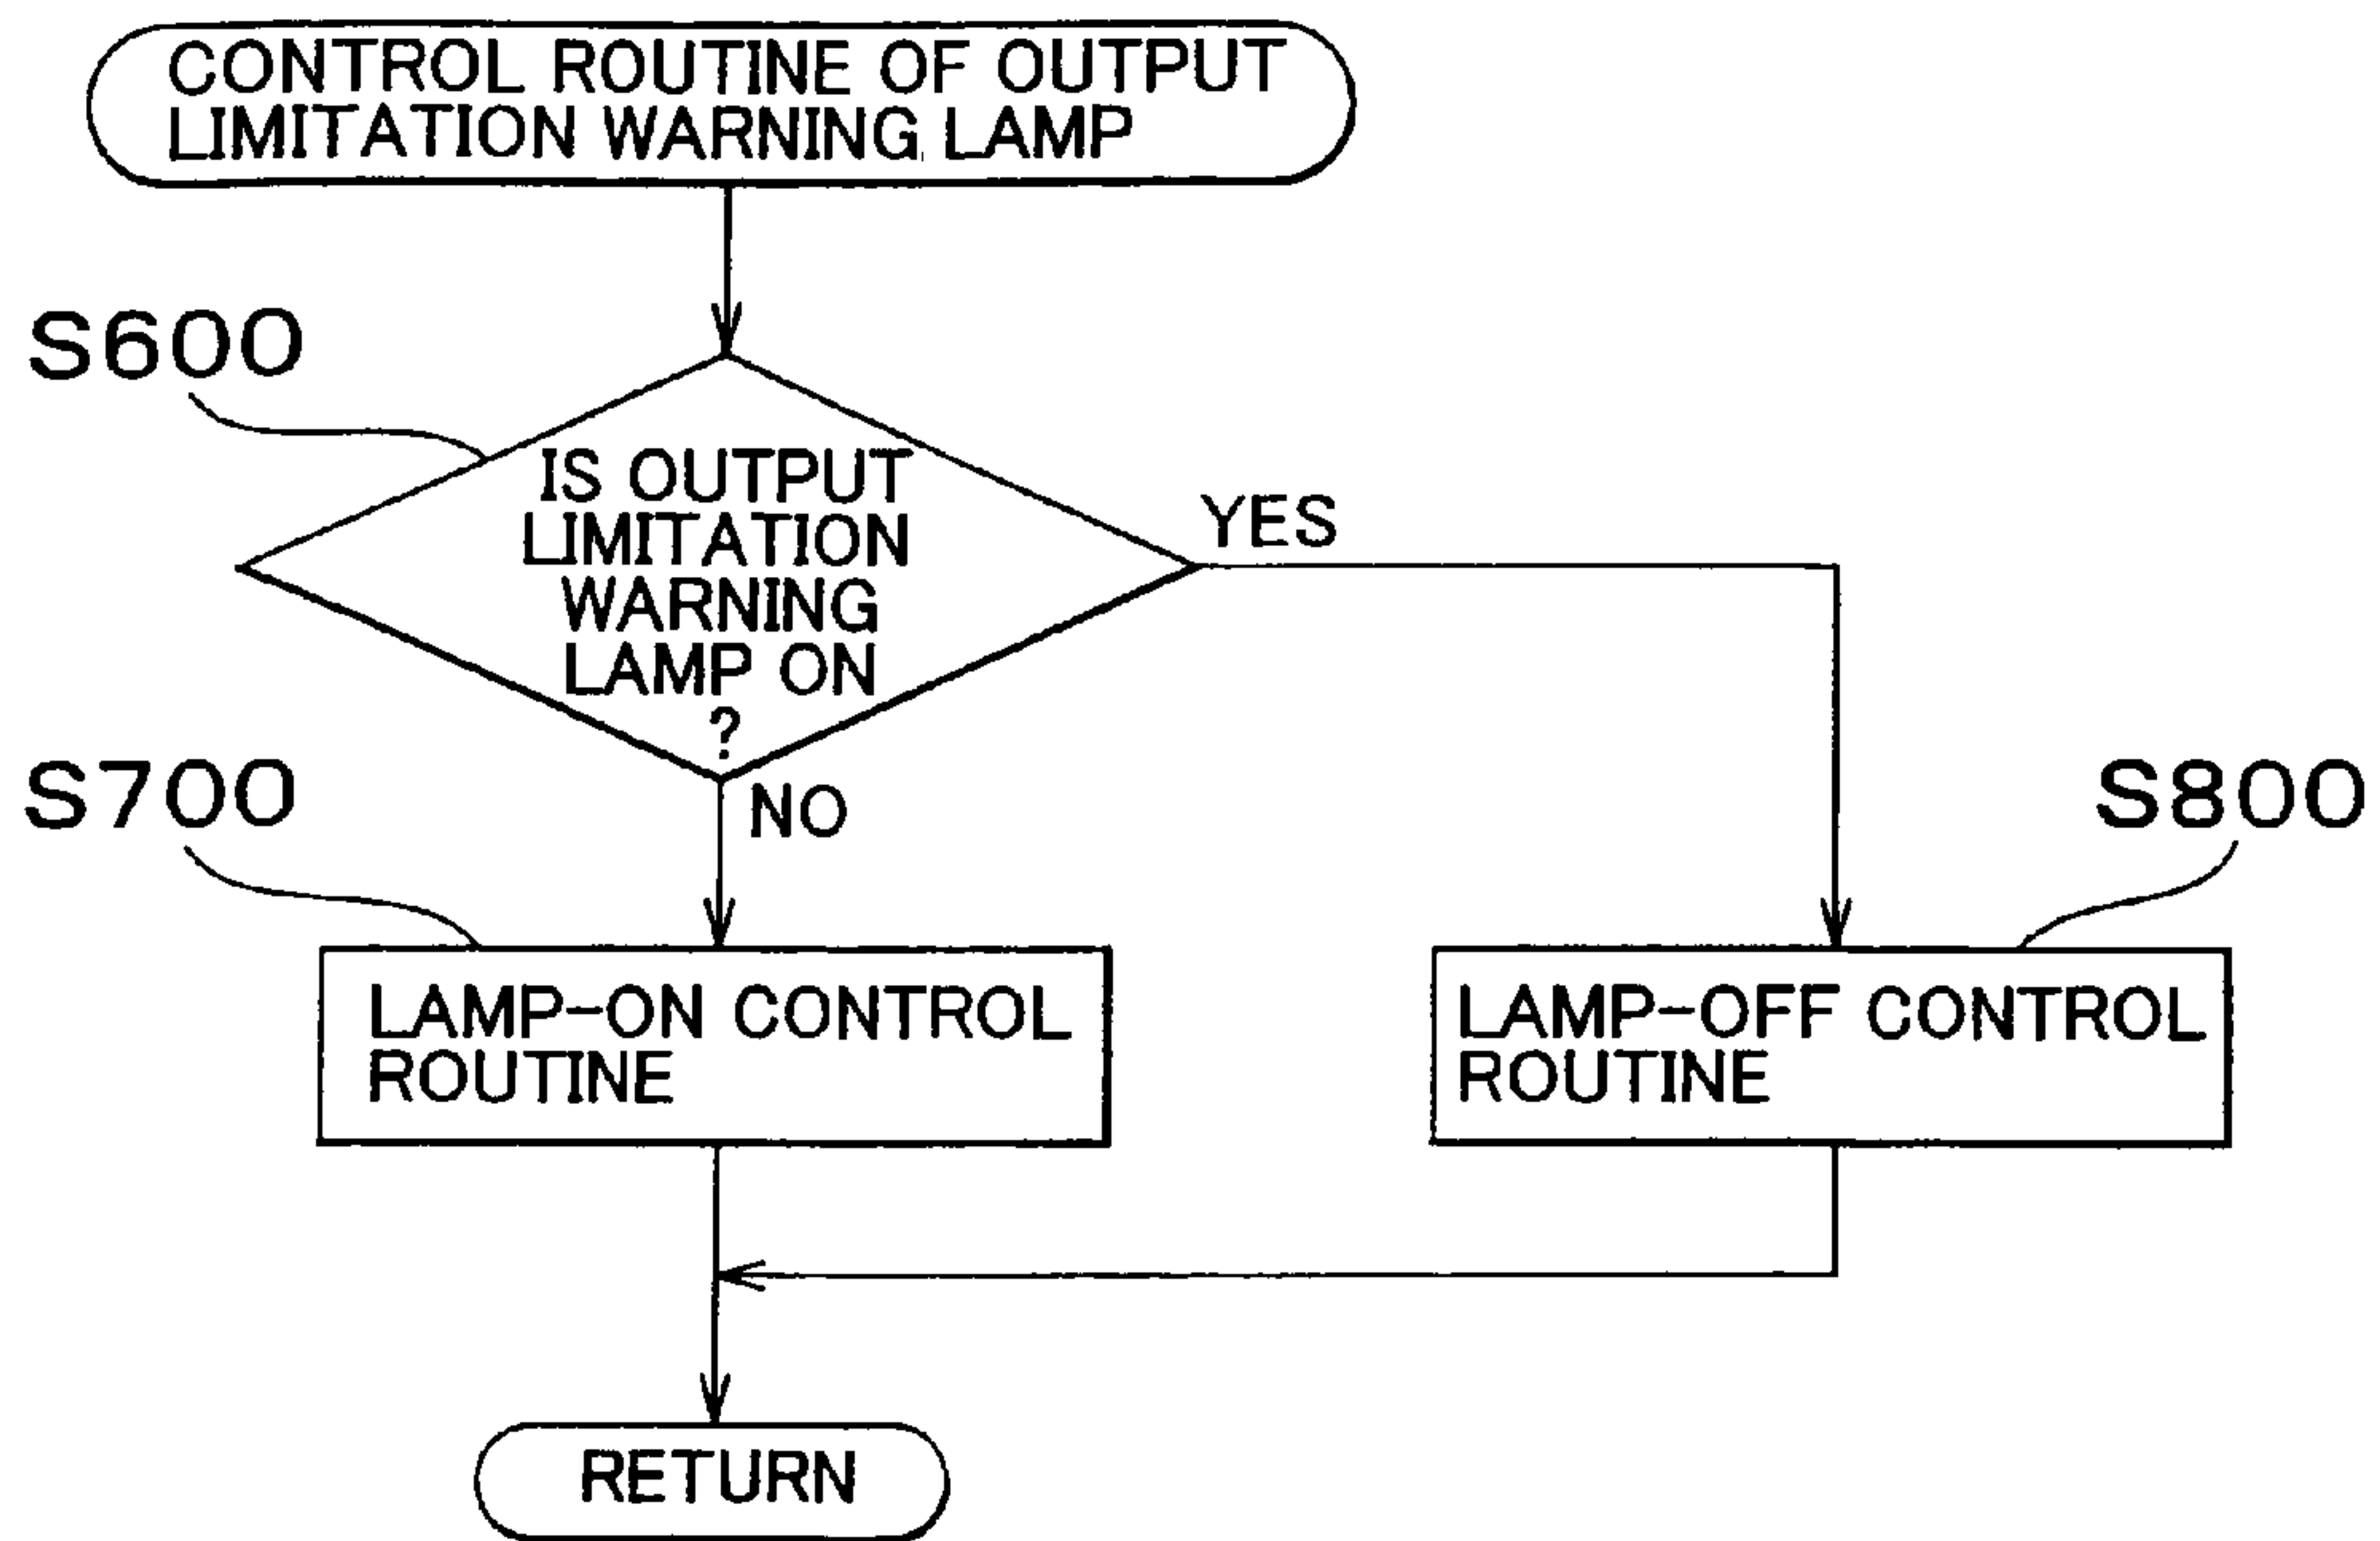 CONTROL ROUTINE OF OUTPUT
LIMITATION WARNING LAMP
S600
IS OUTPUT
LIMITATION
WARNING
LAMP ON
?
YES
NO
S700
S800
LAMP-ON CONTROL
ROUTINE
LAMP-OFF CONTROL
ROUTINE
RETURN